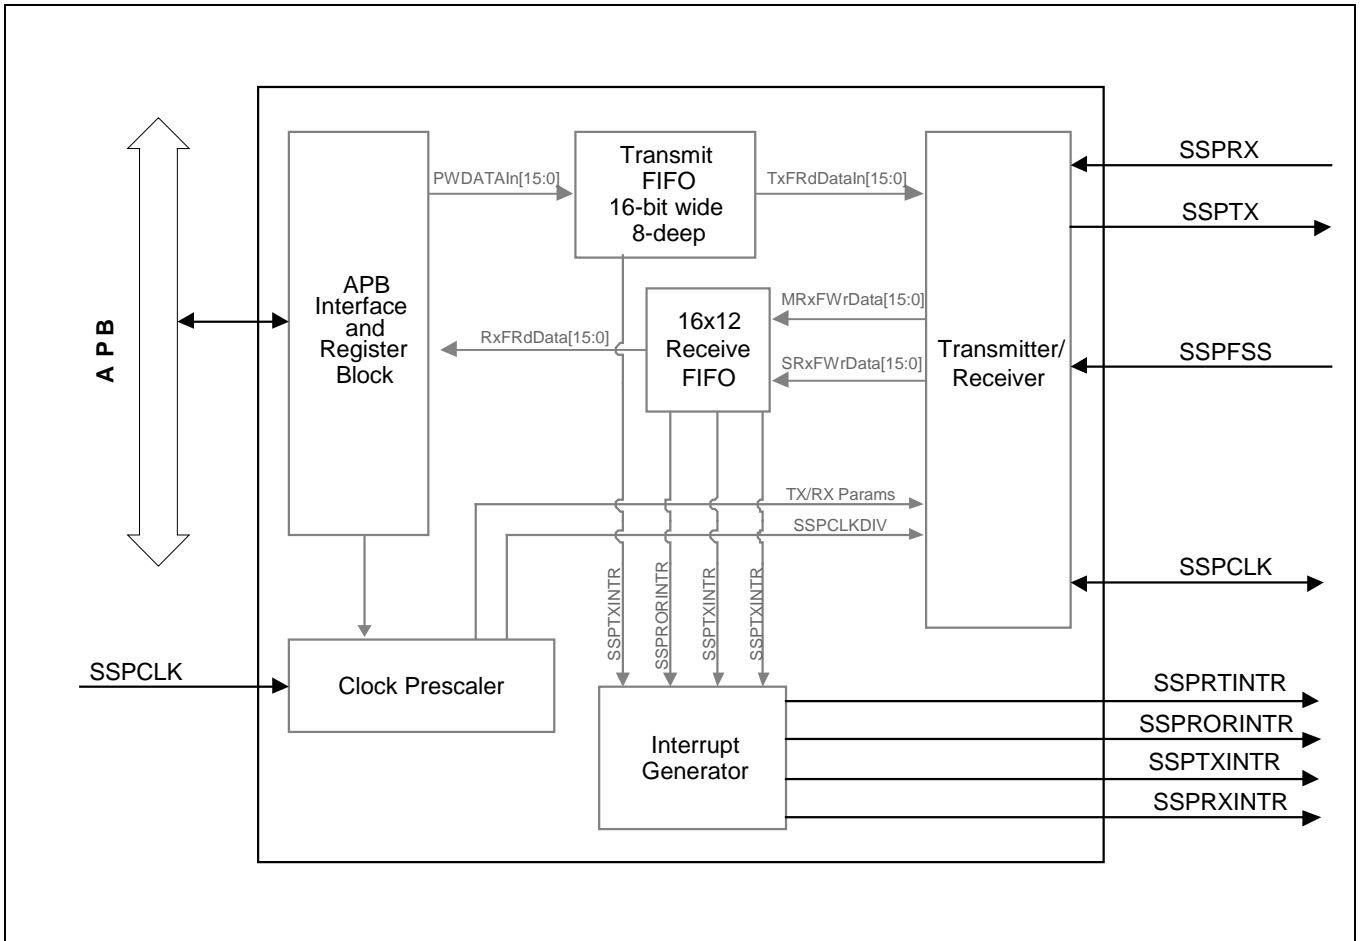 APB
APB
Interface
and
Register
Block
PWDATAIn[15:0]
Transmit
FIFO
16-bit wide
8-deep
TxFRdDataIn[15:0]
RxFRdData[15:0]
16x12
Receive
FIFO
MRxFWrData[15:0]
SRxFWrData[15:0]
Transmitter/
Receiver
SSPRX
SSPTX
SSPFSS
SSPCLK
TX/RX Params
SSPCLKDIV
SSPTXINTR
SSPRORINTR
SSPTXINTR
SSPTXINTR
SSPCLK
Clock Prescaler
Interrupt
Generator
SSPRTINTR
SSPRORINTR
SSPTXINTR
SSPRXINTR